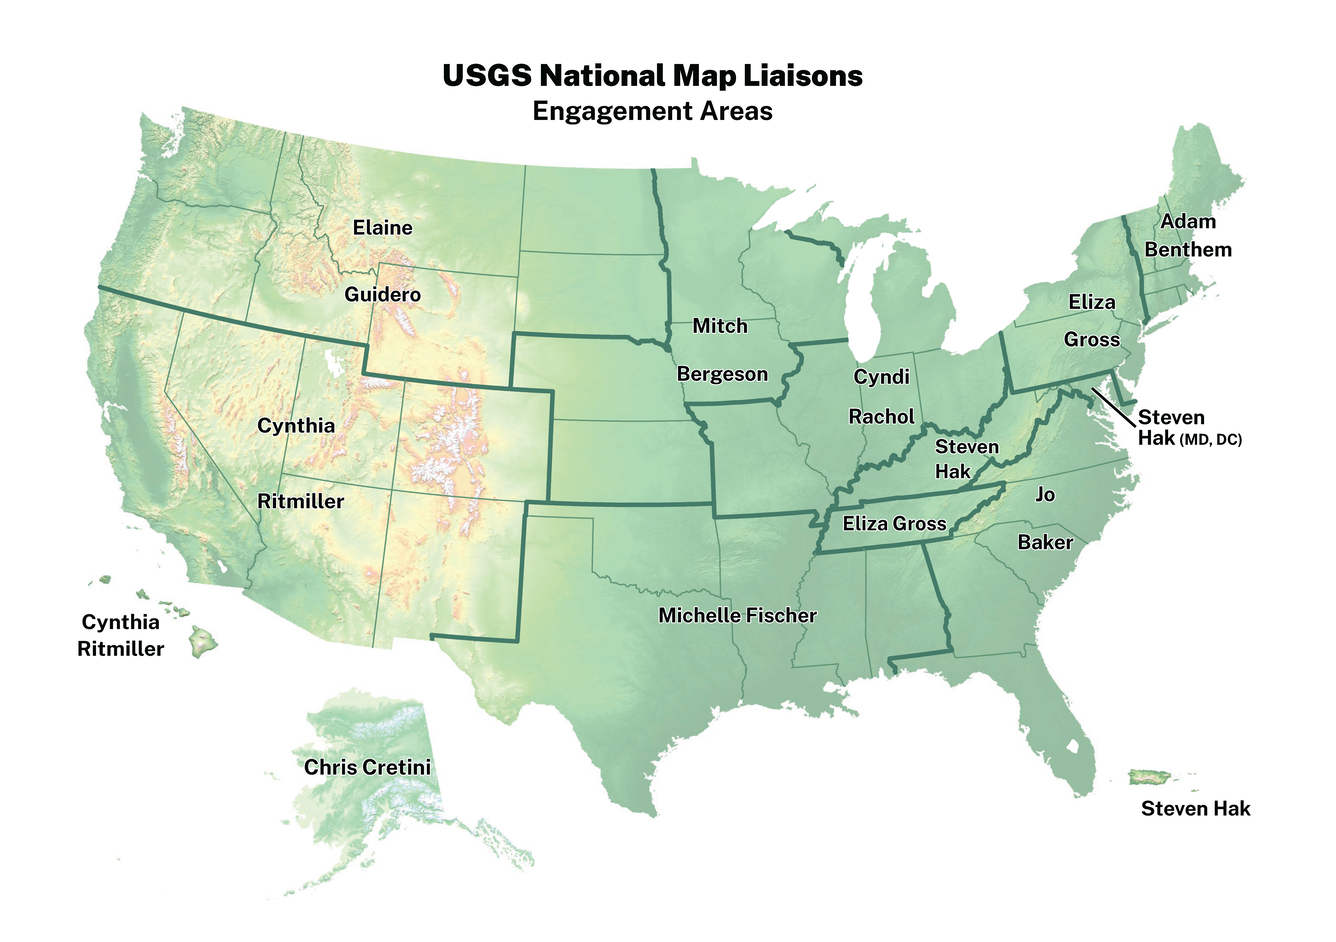 USGS National Map Liaisons
Engagement Areas
Elaine
Guidero
Adam
Benthem
Eliza
Gross
Mitch
Bergeson
Cyndi
Rachol
Cynthia
Ritmiller
Steven
Hak (MD, DC)
Steven
Hak
Jo
Baker
Eliza Gross
Michelle Fischer
Cynthia
Ritmiller
Chris Cretini
Steven Hak